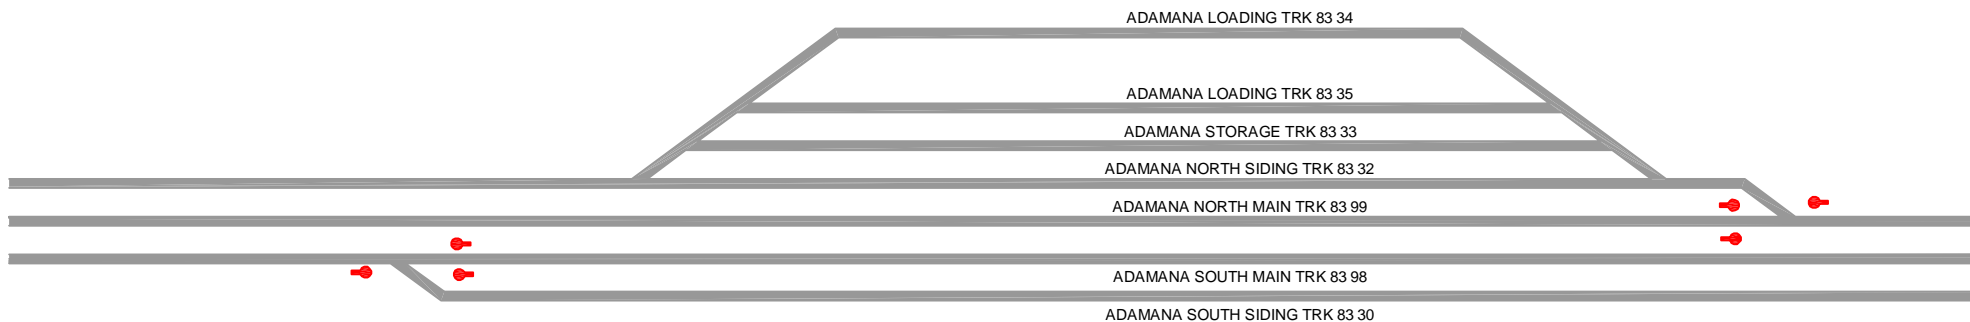 ADAMANA LOADING TRK 83 34
ADAMANA LOADING TRK 83 35
ADAMANA STORAGE TRK 83 33
ADAMANA NORTH SIDING TRK 83 32
ADAMANA NORTH MAIN TRK 83 99
ADAMANA SOUTH MAIN TRK 83 98
ADAMANA SOUTH SIDING TRK 83 30